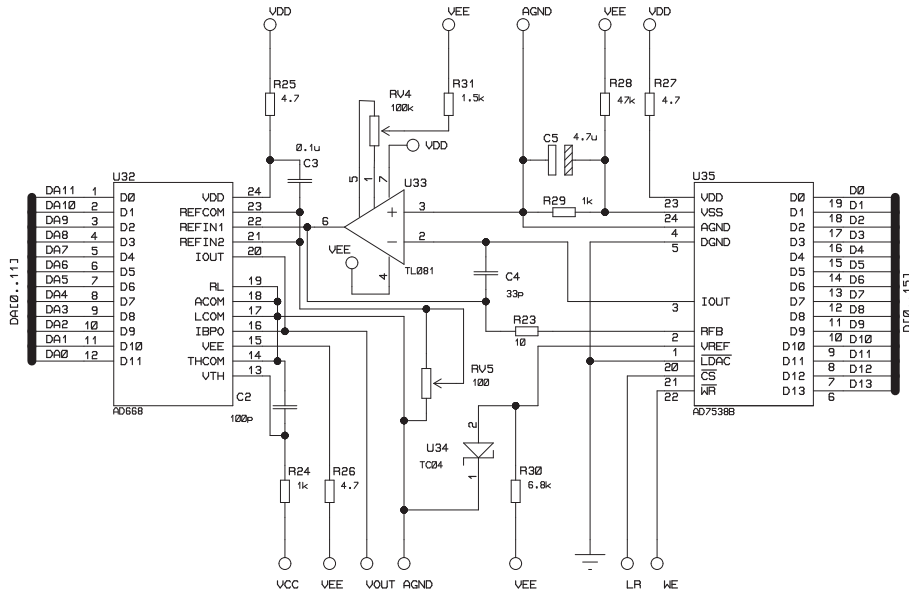 VDD VEE AGND VEE VDD
R25 4.7
RV4 100k
R31 1.5k
R28 47k
R27 4.7
0.1u C3
VDD
C5 4.7u
U32
5 1 7 U33
R29 1k
U35
DA11 1 D0 VDD 24
DA10 2 D1 REFCOM 23
DA9 3 D2 REFIN1 22
DA8 4 D3 REFIN2 21
DA7 5 D4 IOUT 20
DA6 6 D5
DA5 7 D6 RL 19
DA4 8 D7 ACOM 18
DA3 9 D8 LCOM 17
DA2 10 D9 IBPO 16
DA1 11 D10 VEE 15
DA0 12 D11 THCOM 14
VTH 13
DA[0..11]
AD668
C2 100p
6 + 3
- 2
VEE 4
TL081
C4 33p
R23 10
RV5 100
U34 TC04
2
1
VDD D0 D0
23 VSS D1 19 D1
24 AGND D2 18 D2
4 DGND D3 17 D3
5 D4 16 D4
D5 15 D5
D6 14 D6
IOUT D7 13 D7
3 D8 12 D8
RFB D9 11 D9
2 VREF D10 10 D10
1 LDAC D11 9 D11
20 CS D12 8 D12
21 WR D13 7 D13
22 6
AD7538B
R24 1k
R26 4.7
R30 6.8k
VCC VEE VOUT AGND VEE LR WE